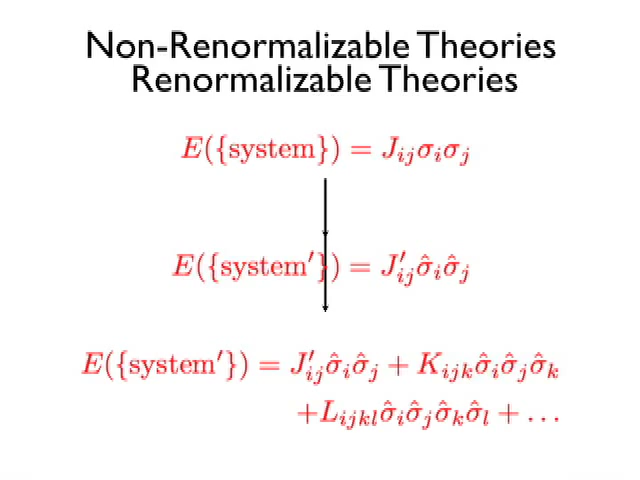 Non-Renormalizable Theories
Renormalizable Theories
E({system}) = J_{ij}σ_iσ_j
E({system′}) = J′_{ij}σ̂_iσ̂_j
E({system′}) = J′_{ij}σ̂_iσ̂_j + K_{ijk}σ̂_iσ̂_jσ̂_k
+L_{ijkl}σ̂_iσ̂_jσ̂_kσ̂_l + …